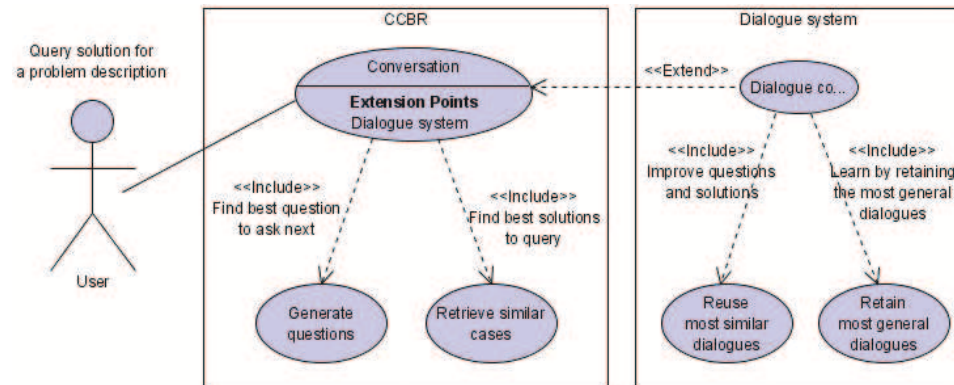 CCBR
Dialogue system
Query solution for
a problem description
Conversation
Extension Points
Dialogue system
<<Extend>>
Dialogue co...
<<Include>>
Find best question
to ask next
<<Include>>
Find best solutions
to query
<<Include>>
Improve questions
and solutions
<<Include>>
Learn by retaining
the most general
dialogues
User
Generate
questions
Retrieve similar
cases
Reuse
most similar
dialogues
Retain
most general
dialogues